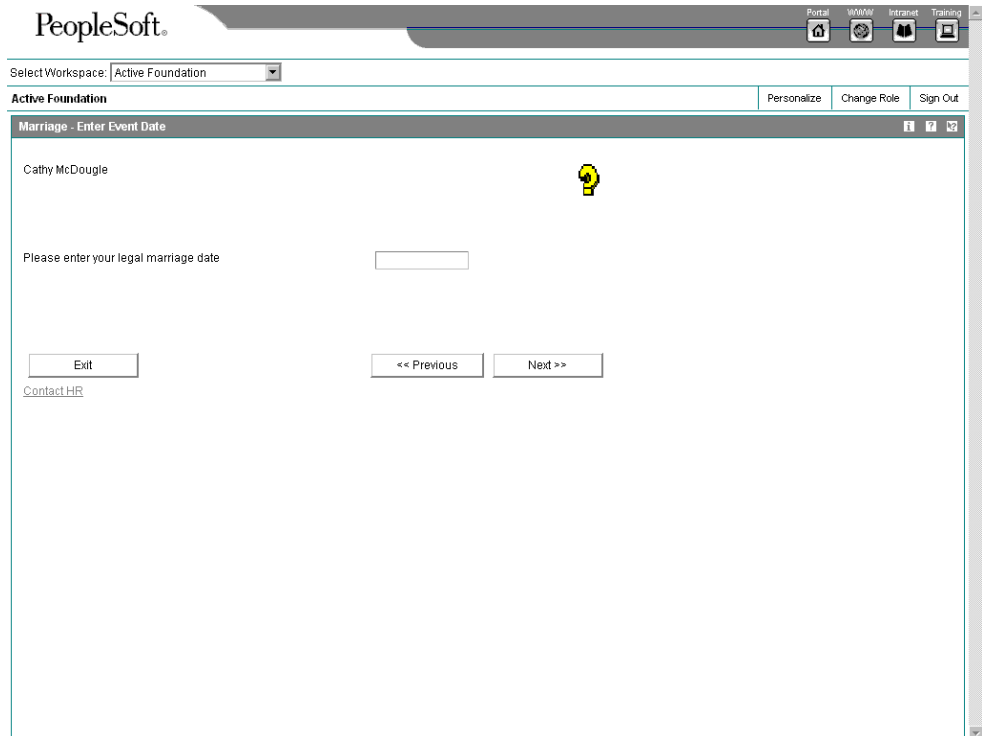 PeopleSoft®
Portal WWW Intranet Training
Select Workspace: Active Foundation
Active Foundation
Personalize Change Role Sign Out
Marriage - Enter Event Date
Cathy McDougle
Please enter your legal marriage date
Exit << Previous Next >>
Contact HR